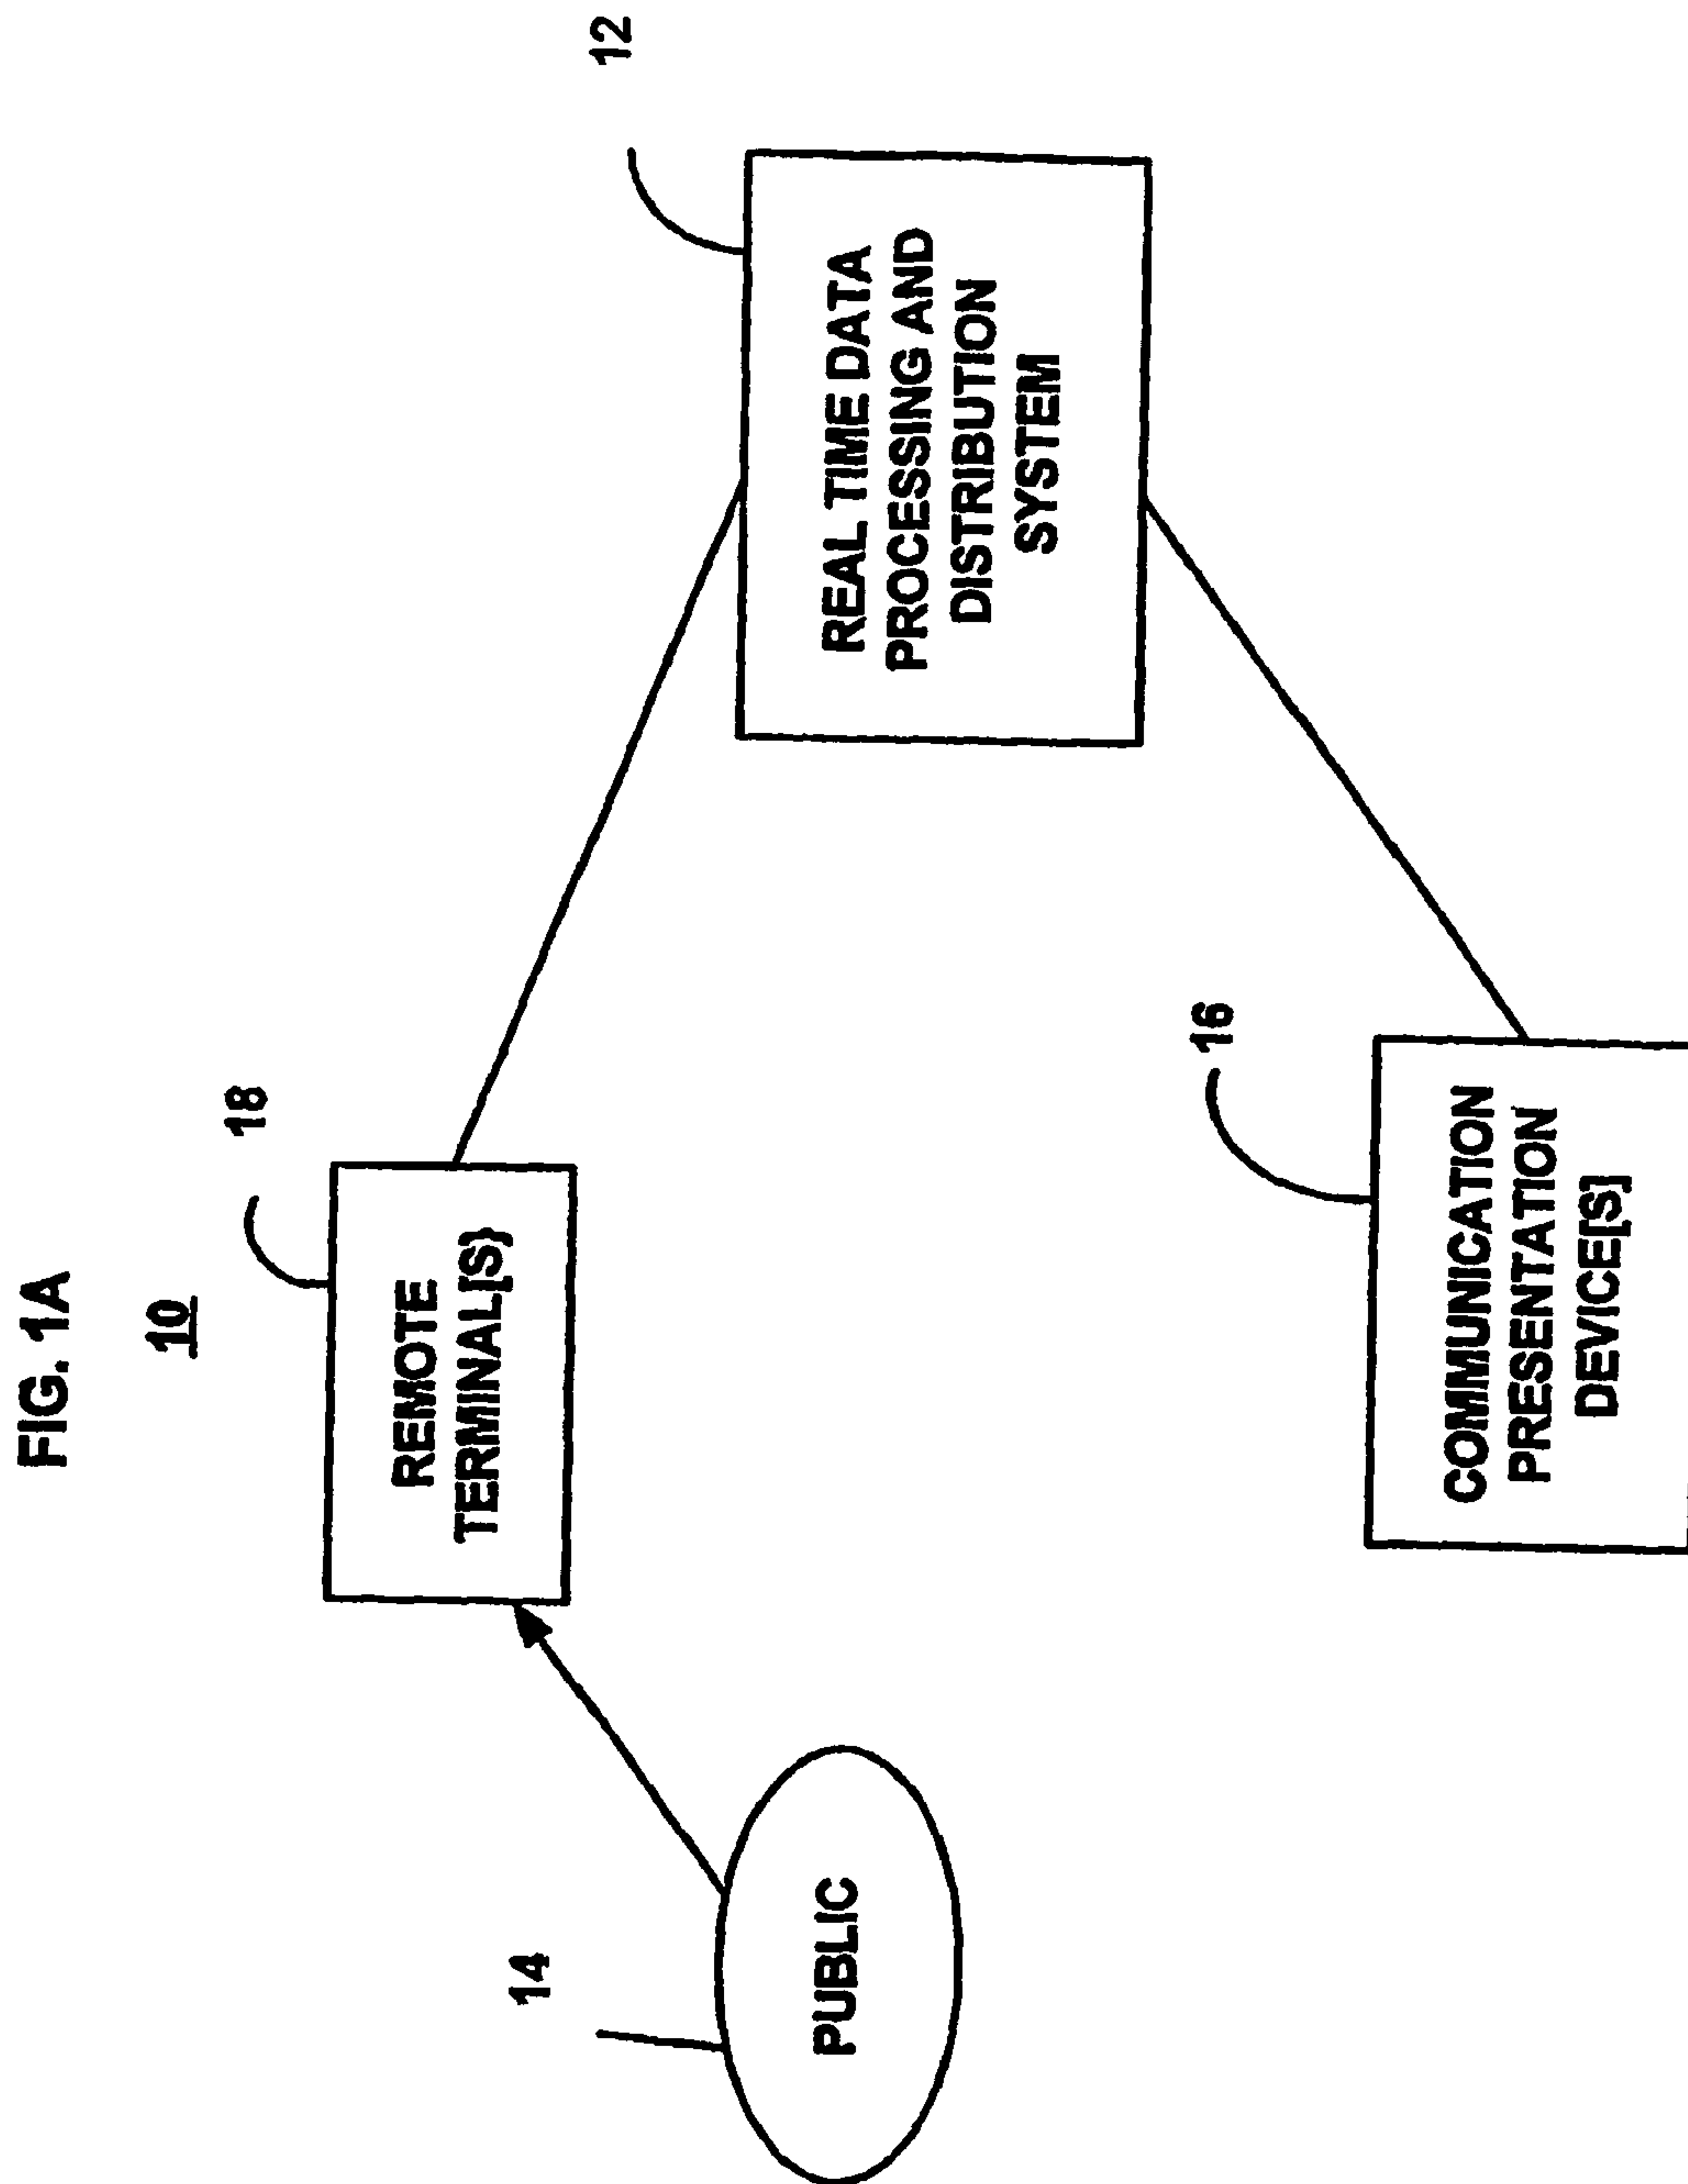 FIG. 1A
10
18
REMOTE
TERMINAL[S)
12
REAL TIME DATA
PROCESSING AND
DISTRIBUTION
SYSTEM
14
PUBLIC
16
COMMUNICATION
PRESENTATION
DEVICE[S]